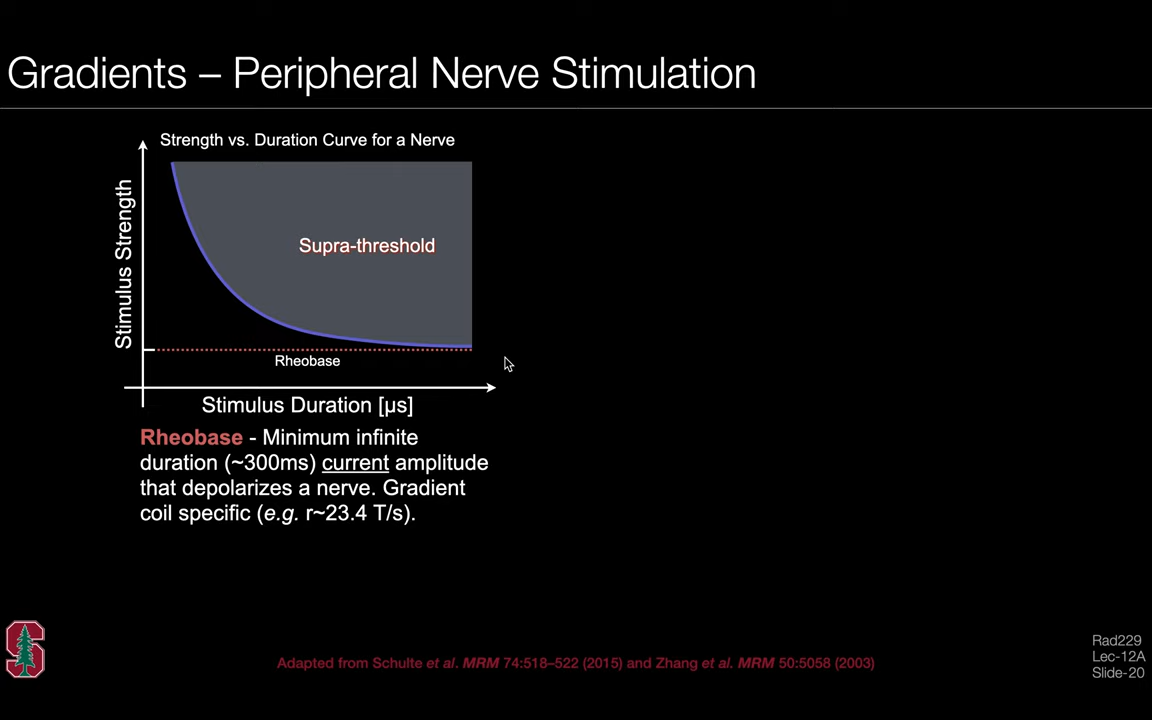 Gradients – Peripheral Nerve Stimulation
Strength vs. Duration Curve for a Nerve
Stimulus Strength
Supra-threshold
Rheobase
Stimulus Duration [µs]
Rheobase - Minimum infinite
duration (~300ms) current amplitude
that depolarizes a nerve. Gradient
coil specific (e.g. r~23.4 T/s).
Adapted from Schulte et al. MRM 74:518–522 (2015) and Zhang et al. MRM 50:5058 (2003)
Rad229
Lec-12A
Slide-20